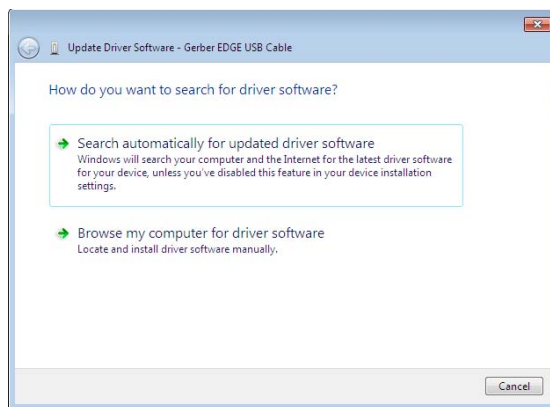 Update Driver Software - Gerber EDGE USB Cable
How do you want to search for driver software?
Search automatically for updated driver software
Windows will search your computer and the Internet for the latest driver software
for your device, unless you've disabled this feature in your device installation
settings.
Browse my computer for driver software
Locate and install driver software manually.
Cancel